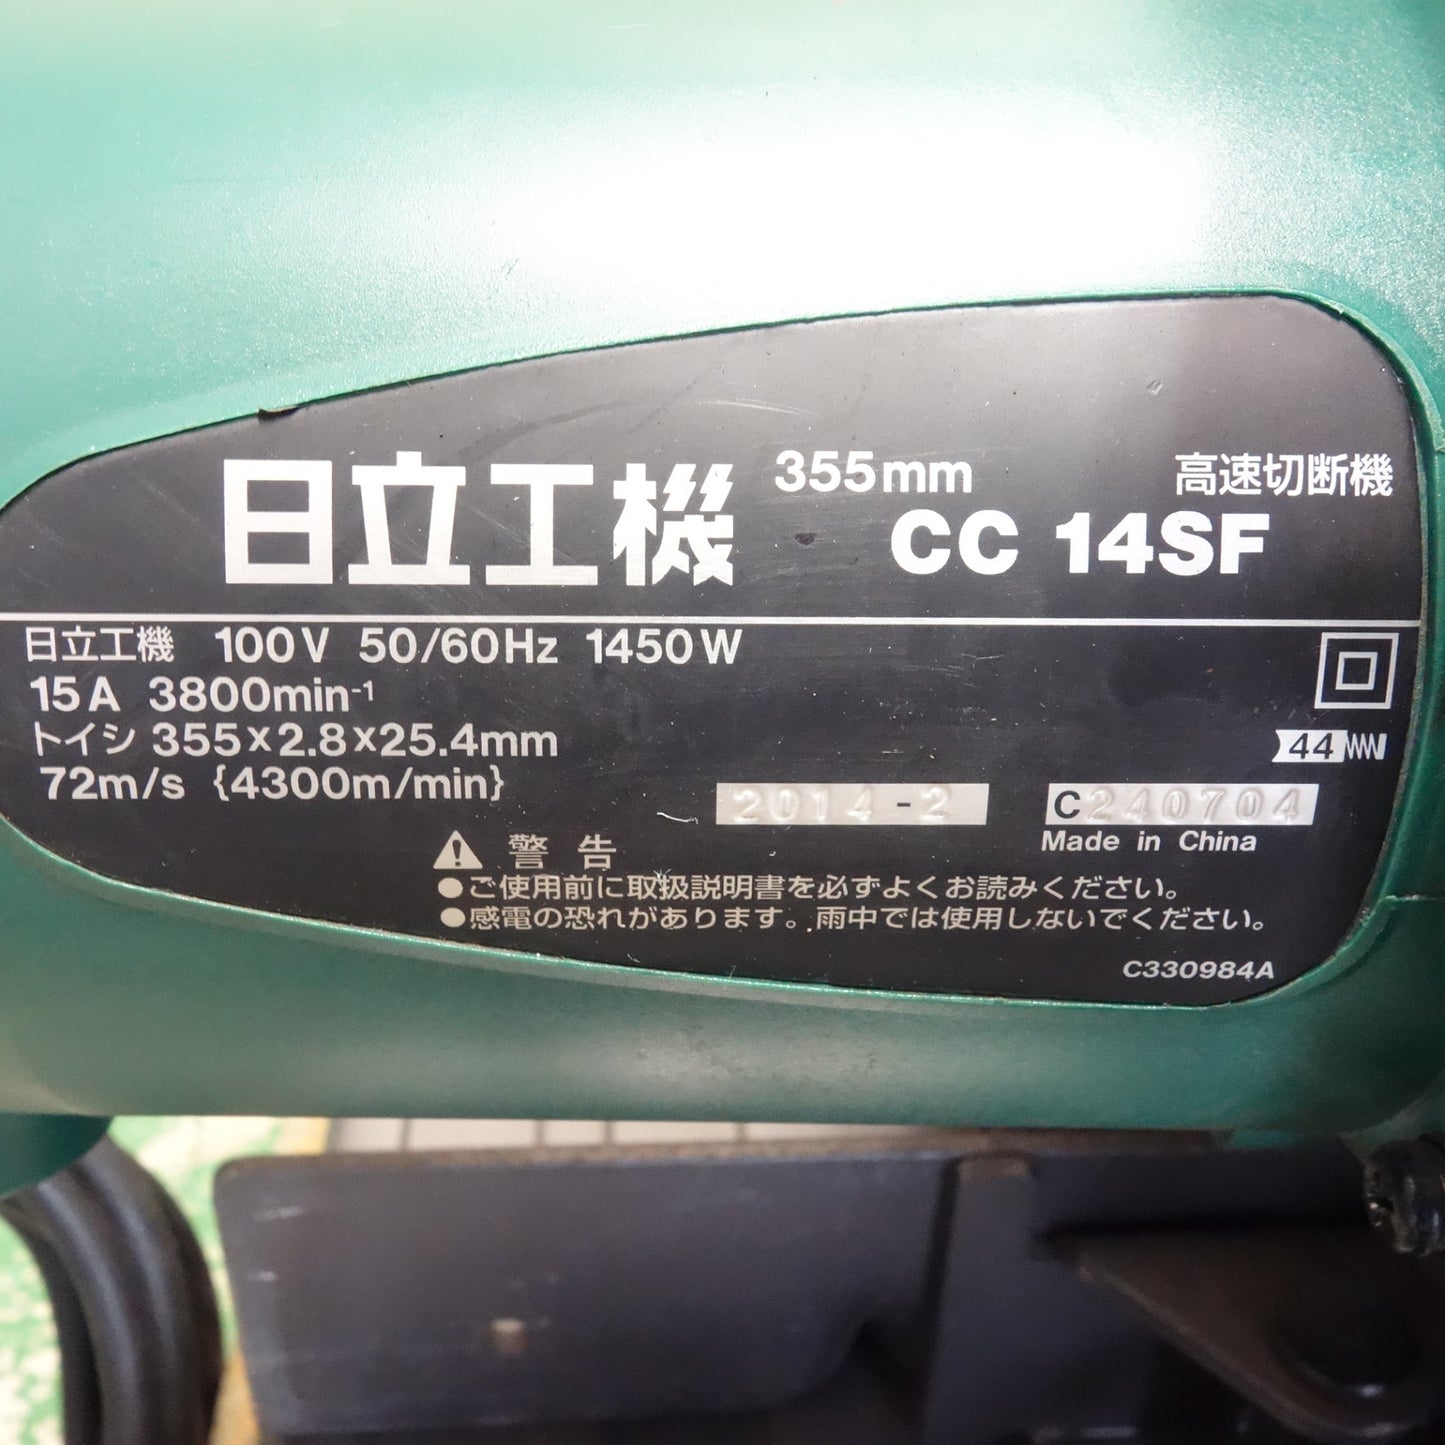 日立工機 355mm 高速切断機
CC 14SF
日立工機 100V 50/60Hz 1450W
15A 3800min⁻¹
トイシ 355×2.8×25.4mm
44
72m/s {4300m/min}
2014-2 C240704
Made in China
警告
●ご使用前に取扱説明書を必ずよくお読みください。
●感電の恐れがあります。雨中では使用しないでください。
C330984A